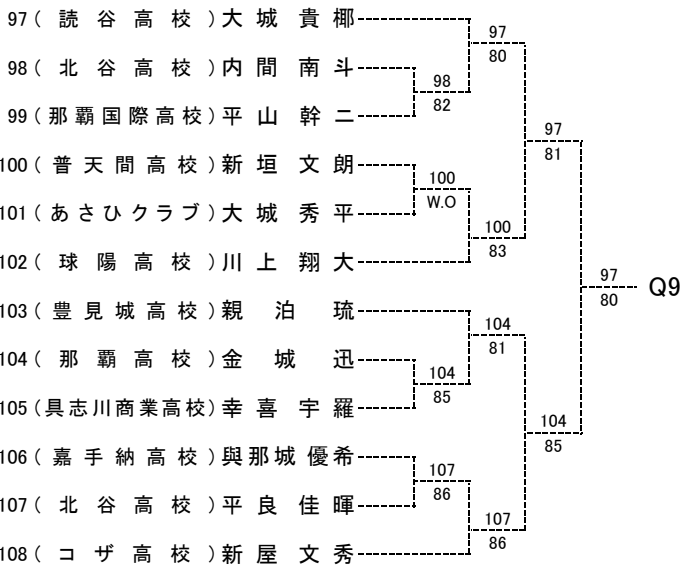 97(読谷高校)大城貴椰
98(北谷高校)内間南斗
99(那覇国際高校)平山幹二
100(普天間高校)新垣文朗
101(あさひクラブ)大城秀平
102(球陽高校)川上翔大
103(豊見城高校)親泊琉
104(那覇高校)金城迅
105(具志川商業高校)幸喜宇羅
106(嘉手納高校)與那城優希
107(北谷高校)平良佳暉
108(コザ高校)新屋文秀
98
82
100
W.O
104
85
107
86
97
80
100
83
104
81
107
86
97
81
104
85
97
80
Q9